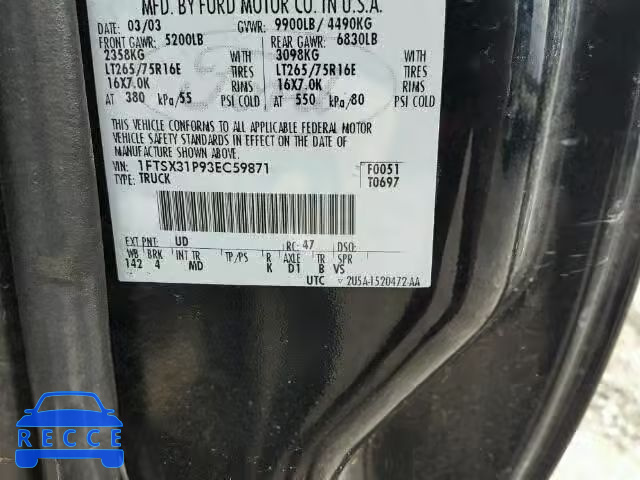 MFD. BY FORD MOTOR CO. IN U.S.A.
DATE: 03/03 GVWR: 9900LB/ 4490KG
FRONT GAWR: 5200LB REAR GAWR: 6830LB
2358KG WITH 3098KG WITH
LT265/75R16E TIRES LT265/75R16E TIRES
16X7.0K RIMS 16X7.0K RIMS
AT 380 kPa/55 PSI COLD AT 550 kPa/80 PSI COLD
THIS VEHICLE CONFORMS TO ALL APPLICABLE FEDERAL MOTOR
VEHICLE SAFETY STANDARDS IN EFFECT ON THE DATE OF
MANUFACTURE SHOWN ABOVE.
VIN: 1FTSX31P93EC59871 F0051
TYPE: TRUCK T0697
EXT PNT: UD RC: 47 DSO:
WB BRK INT TR TP/PS R AXLE TR SPR
142 4 MD K D1 B VS
UTC 2U5A-1520472-AA
RECCE